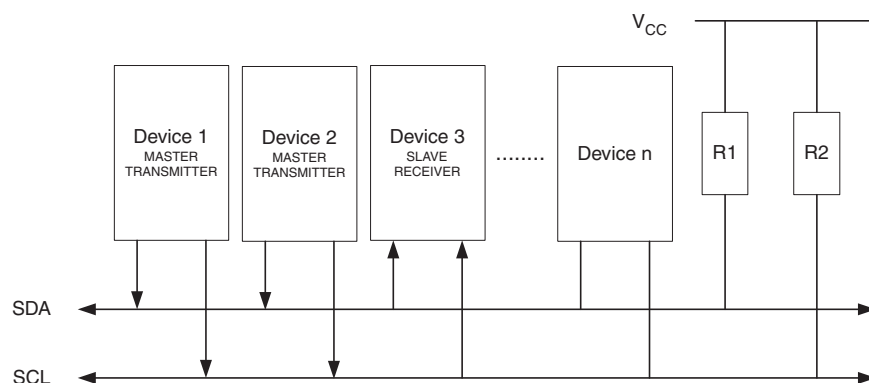 VCC
Device 1
MASTER
TRANSMITTER
Device 2
MASTER
TRANSMITTER
Device 3
SLAVE
RECEIVER
........
Device n
R1
R2
SDA
SCL